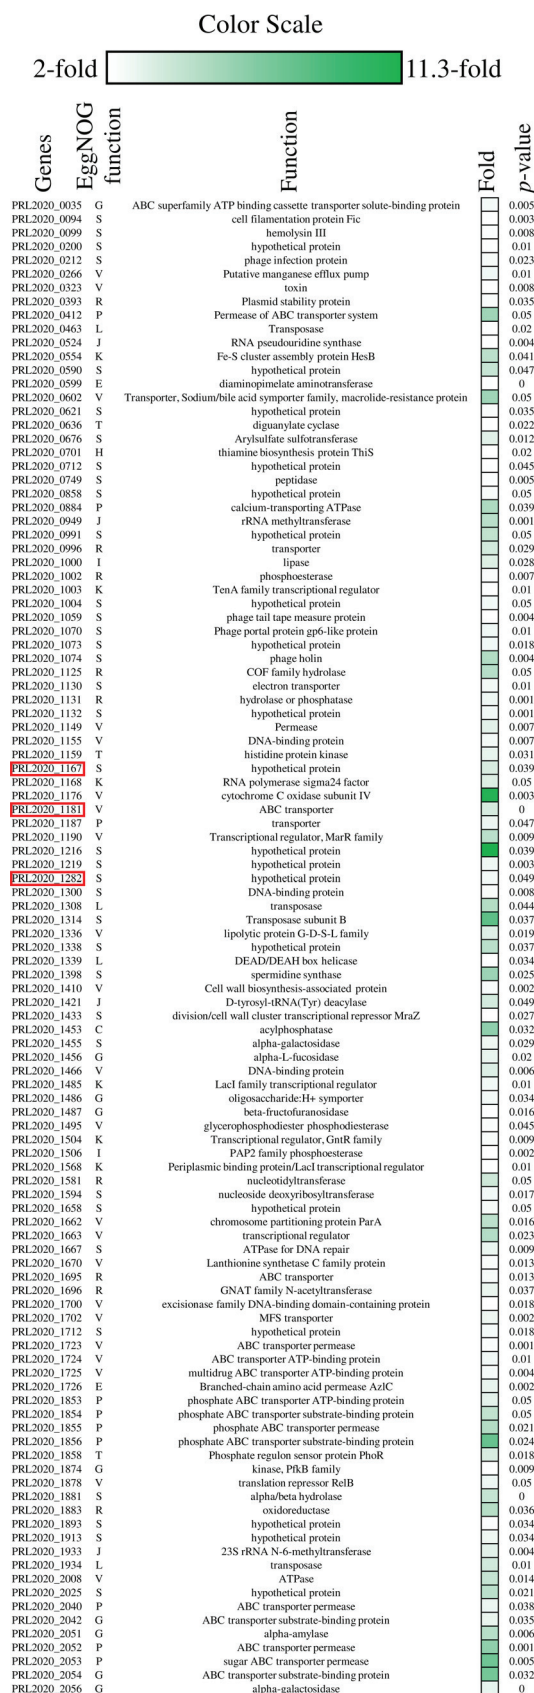 Color Scale
2-fold 11.3-fold
Genes EggNOG function Function Fold p-value
PRL2020_0035 G ABC superfamily ATP binding cassette transporter solute-binding protein 0.005
PRL2020_0094 S cell filamentation protein Fic 0.003
PRL2020_0099 S hemolysin III 0.008
PRL2020_0200 S hypothetical protein 0.01
PRL2020_0212 S phage infection protein 0.023
PRL2020_0266 V Putative manganese efflux pump 0.01
PRL2020_0323 V toxin 0.008
PRL2020_0393 R Plasmid stability protein 0.035
PRL2020_0412 P Permease of ABC transporter system 0.05
PRL2020_0463 L Transposase 0.02
PRL2020_0524 J RNA pseudouridine synthase 0.004
PRL2020_0554 K Fe-S cluster assembly protein HesB 0.041
PRL2020_0590 S hypothetical protein 0.047
PRL2020_0599 E diaminopimelate aminotransferase 0
PRL2020_0602 V Transporter, Sodium/bile acid symporter family, macrolide-resistance protein 0.05
PRL2020_0621 S hypothetical protein 0.035
PRL2020_0636 T diguanylate cyclase 0.022
PRL2020_0676 S Arylsulfate sulfotransferase 0.012
PRL2020_0701 H thiamine biosynthesis protein ThiS 0.02
PRL2020_0712 S hypothetical protein 0.045
PRL2020_0749 S peptidase 0.005
PRL2020_0858 S hypothetical protein 0.05
PRL2020_0884 P calcium-transporting ATPase 0.039
PRL2020_0949 J rRNA methyltransferase 0.001
PRL2020_0991 S hypothetical protein 0.05
PRL2020_0996 R transporter 0.029
PRL2020_1000 I lipase 0.028
PRL2020_1002 R phosphoesterase 0.007
PRL2020_1003 K TenA family transcriptional regulator 0.01
PRL2020_1004 S hypothetical protein 0.05
PRL2020_1059 S phage tail tape measure protein 0.004
PRL2020_1070 S Phage portal protein gp6-like protein 0.01
PRL2020_1073 S hypothetical protein 0.018
PRL2020_1074 S phage holin 0.004
PRL2020_1125 R COF family hydrolase 0.05
PRL2020_1130 S electron transporter 0.01
PRL2020_1131 R hydrolase or phosphatase 0.001
PRL2020_1132 S hypothetical protein 0.001
PRL2020_1149 V Permease 0.007
PRL2020_1155 V DNA-binding protein 0.007
PRL2020_1159 T histidine protein kinase 0.031
PRL2020_1167 S hypothetical protein 0.039
PRL2020_1168 K RNA polymerase sigma24 factor 0.05
PRL2020_1176 V cytochrome C oxidase subunit IV 0.003
PRL2020_1181 V ABC transporter 0
PRL2020_1187 P transporter 0.047
PRL2020_1190 V Transcriptional regulator, MarR family 0.009
PRL2020_1216 S hypothetical protein 0.039
PRL2020_1219 S hypothetical protein 0.003
PRL2020_1282 S hypothetical protein 0.049
PRL2020_1300 S DNA-binding protein 0.008
PRL2020_1308 L transposase 0.044
PRL2020_1314 S Transposase subunit B 0.037
PRL2020_1336 V lipolytic protein G-D-S-L family 0.019
PRL2020_1338 S hypothetical protein 0.037
PRL2020_1339 L DEAD/DEAH box helicase 0.034
PRL2020_1398 S spermidine synthase 0.025
PRL2020_1410 V Cell wall biosynthesis-associated protein 0.002
PRL2020_1421 J D-tyrosyl-tRNA(Tyr) deacylase 0.049
PRL2020_1433 S division/cell wall cluster transcriptional repressor MraZ 0.027
PRL2020_1453 C acylphosphatase 0.032
PRL2020_1455 S alpha-galactosidase 0.029
PRL2020_1456 G alpha-L-fucosidase 0.02
PRL2020_1466 V DNA-binding protein 0.006
PRL2020_1485 K LacI family transcriptional regulator 0.01
PRL2020_1486 G oligosaccharide:H+ symporter 0.034
PRL2020_1487 G beta-fructofuranosidase 0.016
PRL2020_1495 V glycerophosphodiester phosphodiesterase 0.045
PRL2020_1504 K Transcriptional regulator, GntR family 0.009
PRL2020_1506 I PAP2 family phosphoesterase 0.002
PRL2020_1568 K Periplasmic binding protein/LacI transcriptional regulator 0.01
PRL2020_1581 R nucleotidyltransferase 0.05
PRL2020_1594 S nucleoside deoxyribosyltransferase 0.017
PRL2020_1658 S hypothetical protein 0.05
PRL2020_1662 V chromosome partitioning protein ParA 0.016
PRL2020_1663 V transcriptional regulator 0.023
PRL2020_1667 S ATPase for DNA repair 0.009
PRL2020_1670 V Lanthionine synthetase C family protein 0.013
PRL2020_1695 R ABC transporter 0.013
PRL2020_1696 R GNAT family N-acetyltransferase 0.037
PRL2020_1700 V excisionase family DNA-binding domain-containing protein 0.018
PRL2020_1702 V MFS transporter 0.002
PRL2020_1712 S hypothetical protein 0.018
PRL2020_1723 V ABC transporter permease 0.001
PRL2020_1724 V ABC transporter ATP-binding protein 0.01
PRL2020_1725 V multidrug ABC transporter ATP-binding protein 0.004
PRL2020_1726 E Branched-chain amino acid permease AzlC 0.002
PRL2020_1853 P phosphate ABC transporter ATP-binding protein 0.05
PRL2020_1854 P phosphate ABC transporter substrate-binding protein 0.05
PRL2020_1855 P phosphate ABC transporter permease 0.021
PRL2020_1856 P phosphate ABC transporter substrate-binding protein 0.024
PRL2020_1858 T Phosphate regulon sensor protein PhoR 0.018
PRL2020_1874 G kinase, PfkB family 0.009
PRL2020_1878 V translation repressor RelB 0.05
PRL2020_1881 S alpha/beta hydrolase 0
PRL2020_1883 R oxidoreductase 0.036
PRL2020_1893 S hypothetical protein 0.034
PRL2020_1913 S hypothetical protein 0.034
PRL2020_1933 J 23S rRNA N-6-methyltransferase 0.004
PRL2020_1934 L transposase 0.01
PRL2020_2008 V ATPase 0.014
PRL2020_2025 S hypothetical protein 0.021
PRL2020_2040 P ABC transporter permease 0.038
PRL2020_2042 G ABC transporter substrate-binding protein 0.035
PRL2020_2051 G alpha-amylase 0.006
PRL2020_2052 P ABC transporter permease 0.001
PRL2020_2053 P sugar ABC transporter permease 0.005
PRL2020_2054 G ABC transporter substrate-binding protein 0.032
PRL2020_2056 G alpha-galactosidase 0